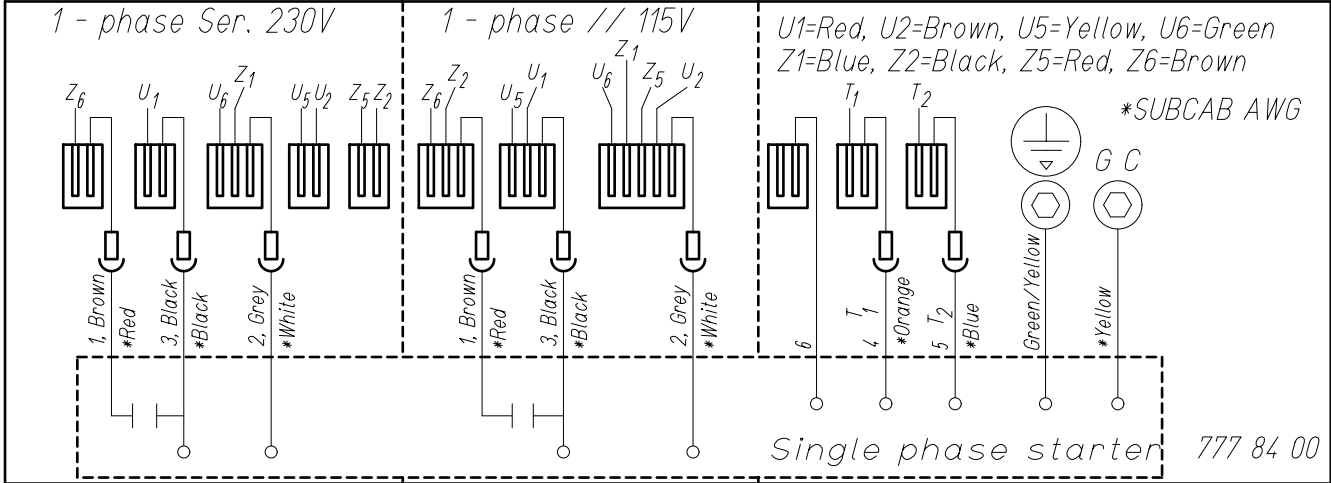 1 - phase Ser. 230V
Z6 U1 U6 Z1 U5 U2 Z5 Z2
1, Brown
*Red
3, Black
*Black
2, Grey
*White
1 - phase // 115V
Z6 Z2 U5 U1 U6 Z1 Z5 U2
1, Brown
*Red
3, Black
*Black
2, Grey
*White
U1=Red, U2=Brown, U5=Yellow, U6=Green
Z1=Blue, Z2=Black, Z5=Red, Z6=Brown
*SUBCAB AWG
T1 T2
G C
6
4 T1
*Orange
5 T2
*Blue
Green/Yellow
*Yellow
Single phase starter
777 84 00